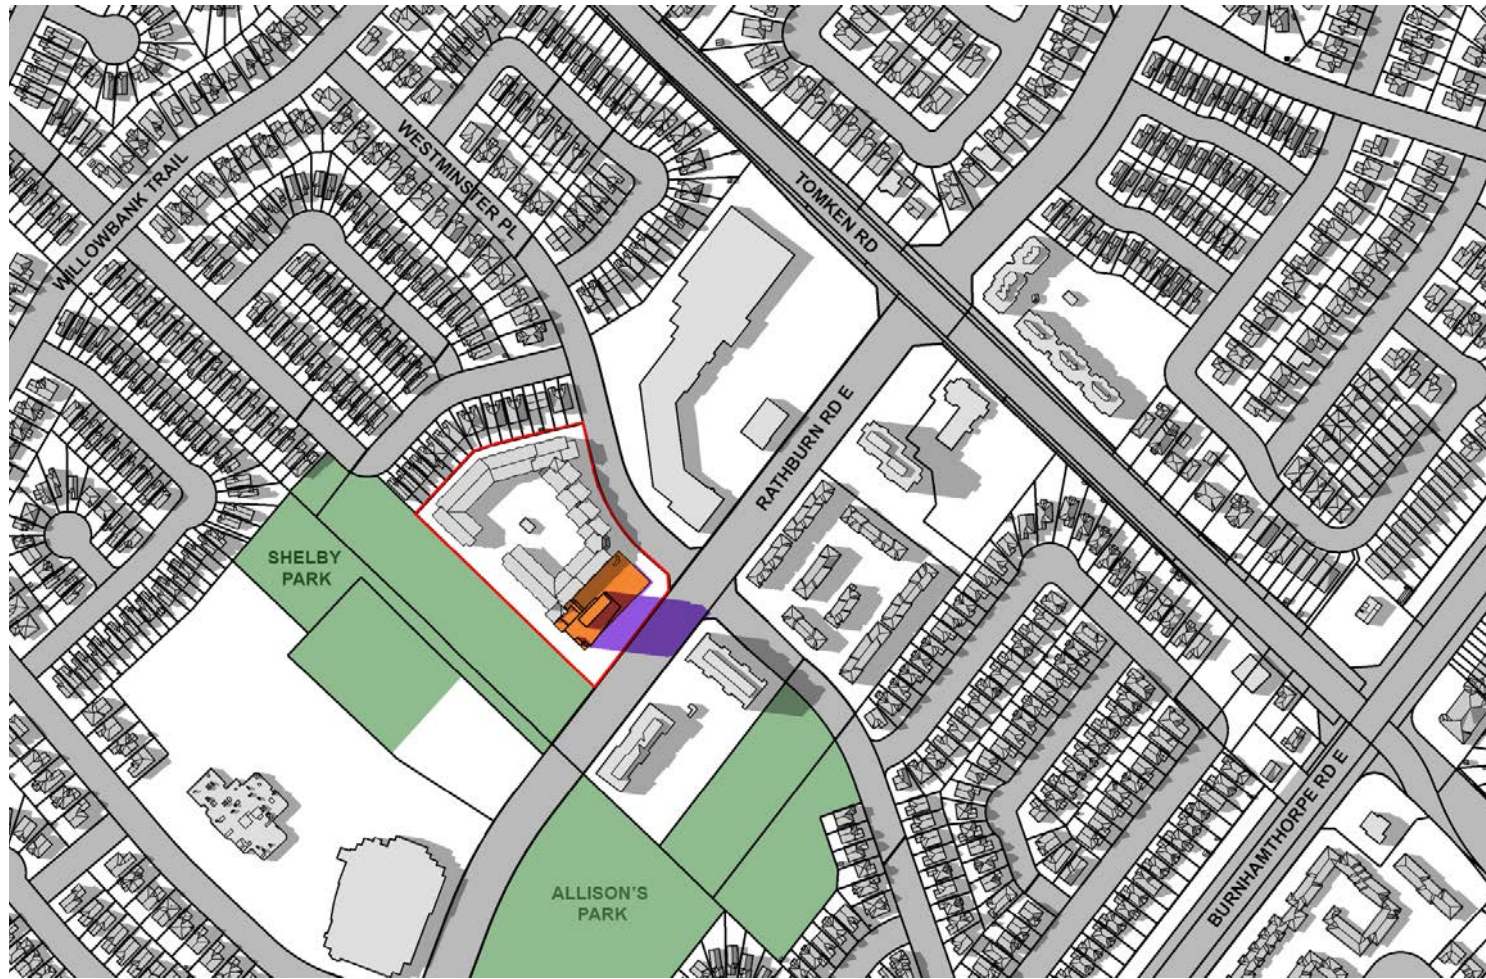 WILLOWBANK TRAIL
WESTMINSTER PL
TOMKEN RD
RATHBURN RD E
SHELBY
PARK
ALLISON'S
PARK
BURNHAMTHORPE RD E